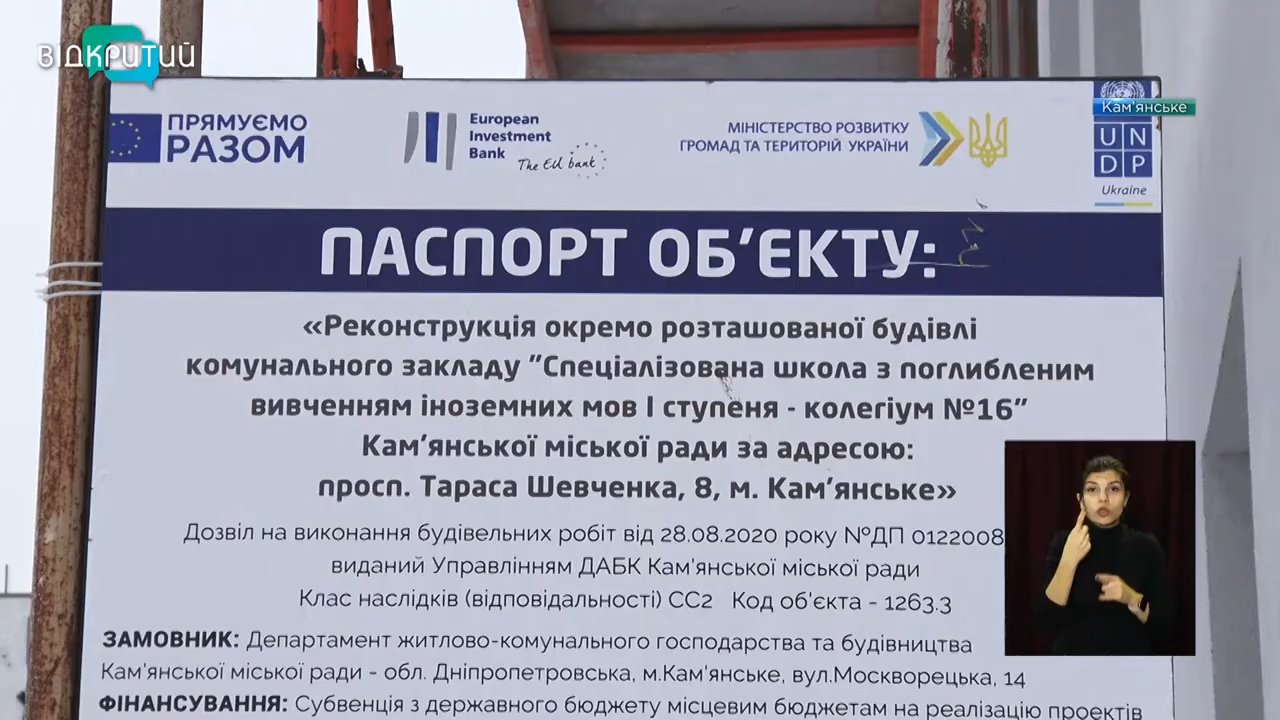 ВІДКРИТИЙ
Кам'янське
ПРЯМУЄМО
РАЗОМ
European
Investment
Bank
The EU bank
МІНІСТЕРСТВО РОЗВИТКУ
ГРОМАД ТА ТЕРИТОРІЙ УКРАЇНИ
U N
D P
Ukraine
ПАСПОРТ ОБ'ЄКТУ:
«Реконструкція окремо розташованої будівлі
комунального закладу "Спеціалізована школа з поглибленим
вивченням іноземних мов І ступеня - колегіум №16"
Кам'янської міської ради за адресою:
просп. Тараса Шевченка, 8, м. Кам'янське»
Дозвіл на виконання будівельних робіт від 28.08.2020 року №ДП 0122008
виданий Управлінням ДАБК Кам'янської міської ради
Клас наслідків (відповідальності) СС2 Код об'єкта - 1263.3
ЗАМОВНИК: Департамент житлово-комунального господарства та будівництва
Кам'янської міської ради - обл. Дніпропетровська, м.Кам'янське, вул.Москворецька, 14
ФІНАНСУВАННЯ: Субвенція з державного бюджету місцевим бюджетам на реалізацію проектів